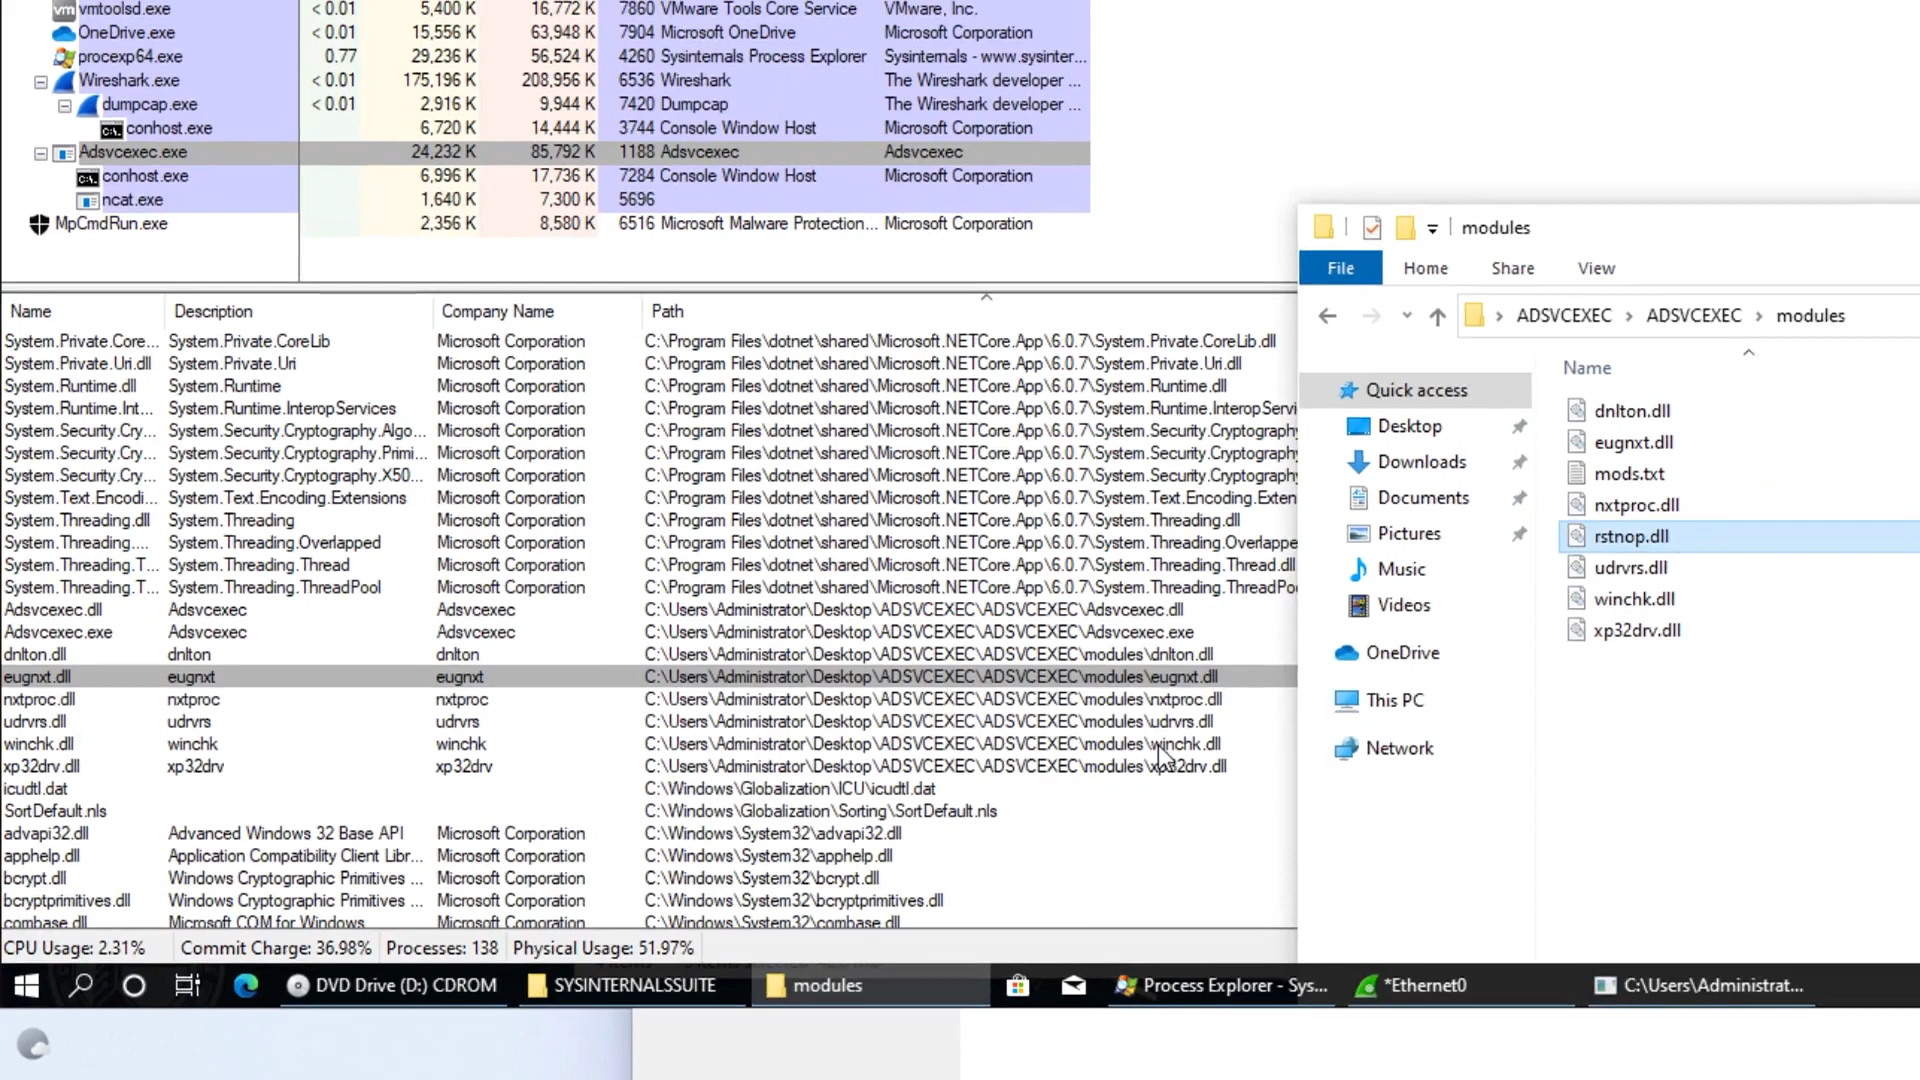 vmtoolsd.exe < 0.01 5,400 K 16,772 K 7860 VMware Tools Core Service VMware, Inc.
OneDrive.exe < 0.01 15,556 K 63,948 K 7904 Microsoft OneDrive Microsoft Corporation
procexp64.exe 0.77 29,236 K 56,524 K 4260 Sysinternals Process Explorer Sysinternals - www.sysinter...
Wireshark.exe < 0.01 175,196 K 208,956 K 6536 Wireshark The Wireshark developer ...
dumpcap.exe < 0.01 2,916 K 9,944 K 7420 Dumpcap The Wireshark developer ...
conhost.exe 6,720 K 14,444 K 3744 Console Window Host Microsoft Corporation
Adsvcexec.exe 24,232 K 85,792 K 1188 Adsvcexec Adsvcexec
conhost.exe 6,996 K 17,736 K 7284 Console Window Host Microsoft Corporation
ncat.exe 1,640 K 7,300 K 5696
MpCmdRun.exe 2,356 K 8,580 K 6516 Microsoft Malware Protection... Microsoft Corporation
Name Description Company Name Path
System.Private.Core... System.Private.CoreLib Microsoft Corporation C:\Program Files\dotnet\shared\Microsoft.NETCore.App\6.0.7\System.Private.CoreLib.dll
System.Private.Uri.dll System.Private.Uri Microsoft Corporation C:\Program Files\dotnet\shared\Microsoft.NETCore.App\6.0.7\System.Private.Uri.dll
System.Runtime.dll System.Runtime Microsoft Corporation C:\Program Files\dotnet\shared\Microsoft.NETCore.App\6.0.7\System.Runtime.dll
System.Runtime.Int... System.Runtime.InteropServices Microsoft Corporation C:\Program Files\dotnet\shared\Microsoft.NETCore.App\6.0.7\System.Runtime.InteropServi
System.Security.Cry... System.Security.Cryptography.Algo... Microsoft Corporation C:\Program Files\dotnet\shared\Microsoft.NETCore.App\6.0.7\System.Security.Cryptography
System.Security.Cry... System.Security.Cryptography.Primi... Microsoft Corporation C:\Program Files\dotnet\shared\Microsoft.NETCore.App\6.0.7\System.Security.Cryptography
System.Security.Cry... System.Security.Cryptography.X50... Microsoft Corporation C:\Program Files\dotnet\shared\Microsoft.NETCore.App\6.0.7\System.Security.Cryptography
System.Text.Encodi... System.Text.Encoding.Extensions Microsoft Corporation C:\Program Files\dotnet\shared\Microsoft.NETCore.App\6.0.7\System.Text.Encoding.Exten
System.Threading.dll System.Threading Microsoft Corporation C:\Program Files\dotnet\shared\Microsoft.NETCore.App\6.0.7\System.Threading.dll
System.Threading.... System.Threading.Overlapped Microsoft Corporation C:\Program Files\dotnet\shared\Microsoft.NETCore.App\6.0.7\System.Threading.Overlappe
System.Threading.T... System.Threading.Thread Microsoft Corporation C:\Program Files\dotnet\shared\Microsoft.NETCore.App\6.0.7\System.Threading.Thread.dll
System.Threading.T... System.Threading.ThreadPool Microsoft Corporation C:\Program Files\dotnet\shared\Microsoft.NETCore.App\6.0.7\System.Threading.ThreadPo
Adsvcexec.dll Adsvcexec Adsvcexec C:\Users\Administrator\Desktop\ADSVCEXEC\ADSVCEXEC\Adsvcexec.dll
Adsvcexec.exe Adsvcexec Adsvcexec C:\Users\Administrator\Desktop\ADSVCEXEC\ADSVCEXEC\Adsvcexec.exe
dnlton.dll dnlton dnlton C:\Users\Administrator\Desktop\ADSVCEXEC\ADSVCEXEC\modules\dnlton.dll
eugnxt.dll eugnxt eugnxt C:\Users\Administrator\Desktop\ADSVCEXEC\ADSVCEXEC\modules\eugnxt.dll
nxtproc.dll nxtproc nxtproc C:\Users\Administrator\Desktop\ADSVCEXEC\ADSVCEXEC\modules\nxtproc.dll
udrvrs.dll udrvrs udrvrs C:\Users\Administrator\Desktop\ADSVCEXEC\ADSVCEXEC\modules\udrvrs.dll
winchk.dll winchk winchk C:\Users\Administrator\Desktop\ADSVCEXEC\ADSVCEXEC\modules\winchk.dll
xp32drv.dll xp32drv xp32drv C:\Users\Administrator\Desktop\ADSVCEXEC\ADSVCEXEC\modules\xp32drv.dll
icudtl.dat C:\Windows\Globalization\ICU\icudtl.dat
SortDefault.nls C:\Windows\Globalization\Sorting\SortDefault.nls
advapi32.dll Advanced Windows 32 Base API Microsoft Corporation C:\Windows\System32\advapi32.dll
apphelp.dll Application Compatibility Client Libr... Microsoft Corporation C:\Windows\System32\apphelp.dll
bcrypt.dll Windows Cryptographic Primitives ... Microsoft Corporation C:\Windows\System32\bcrypt.dll
bcryptprimitives.dll Windows Cryptographic Primitives ... Microsoft Corporation C:\Windows\System32\bcryptprimitives.dll
combase.dll Microsoft COM for Windows Microsoft Corporation C:\Windows\System32\combase.dll
CPU Usage: 2.31% Commit Charge: 36.98% Processes: 138 Physical Usage: 51.97%
modules
File Home Share View
ADSVCEXEC > ADSVCEXEC > modules
Quick access
Desktop
Downloads
Documents
Pictures
Music
Videos
OneDrive
This PC
Network
Name
dnlton.dll
eugnxt.dll
mods.txt
nxtproc.dll
rstnop.dll
udrvrs.dll
winchk.dll
xp32drv.dll
DVD Drive (D:) CDROM SYSINTERNALSSUITE modules Process Explorer - Sys... *Ethernet0 C:\Users\Administrat...